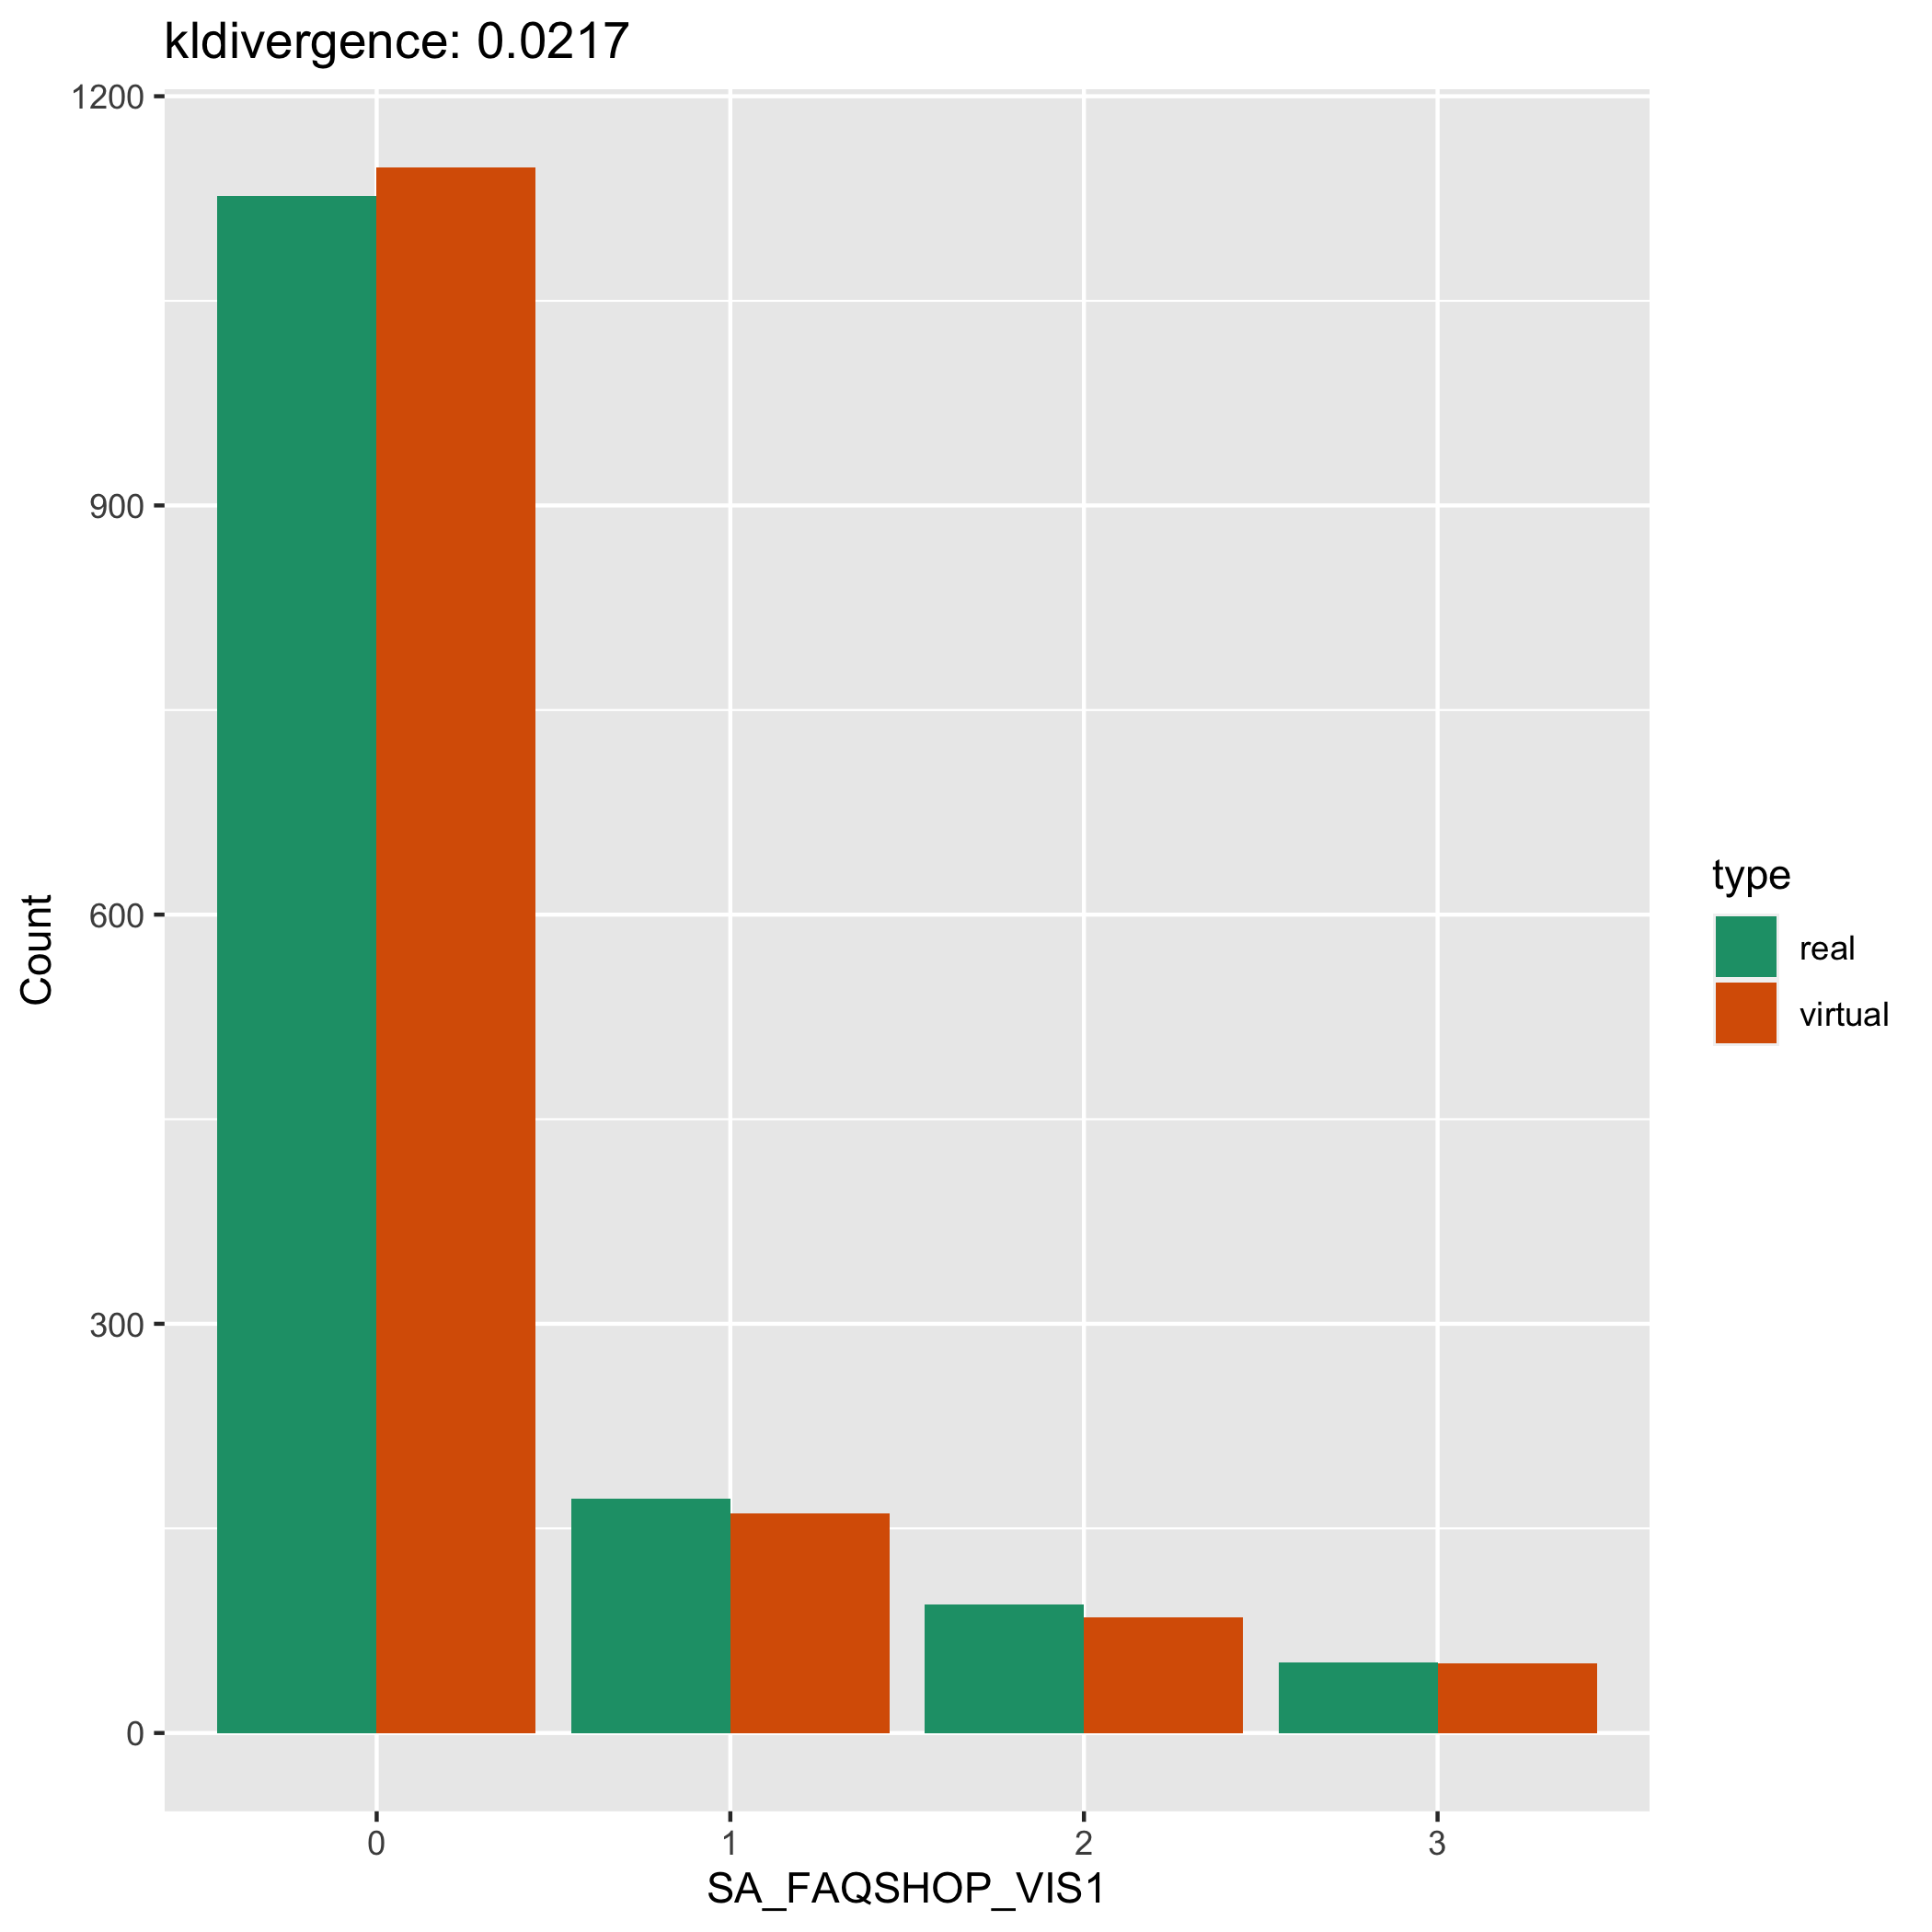 kldivergence: 0.0217
1200
900
600
300
0
Count
0 1 2 3
SA_FAQSHOP_VIS1
type
real
virtual